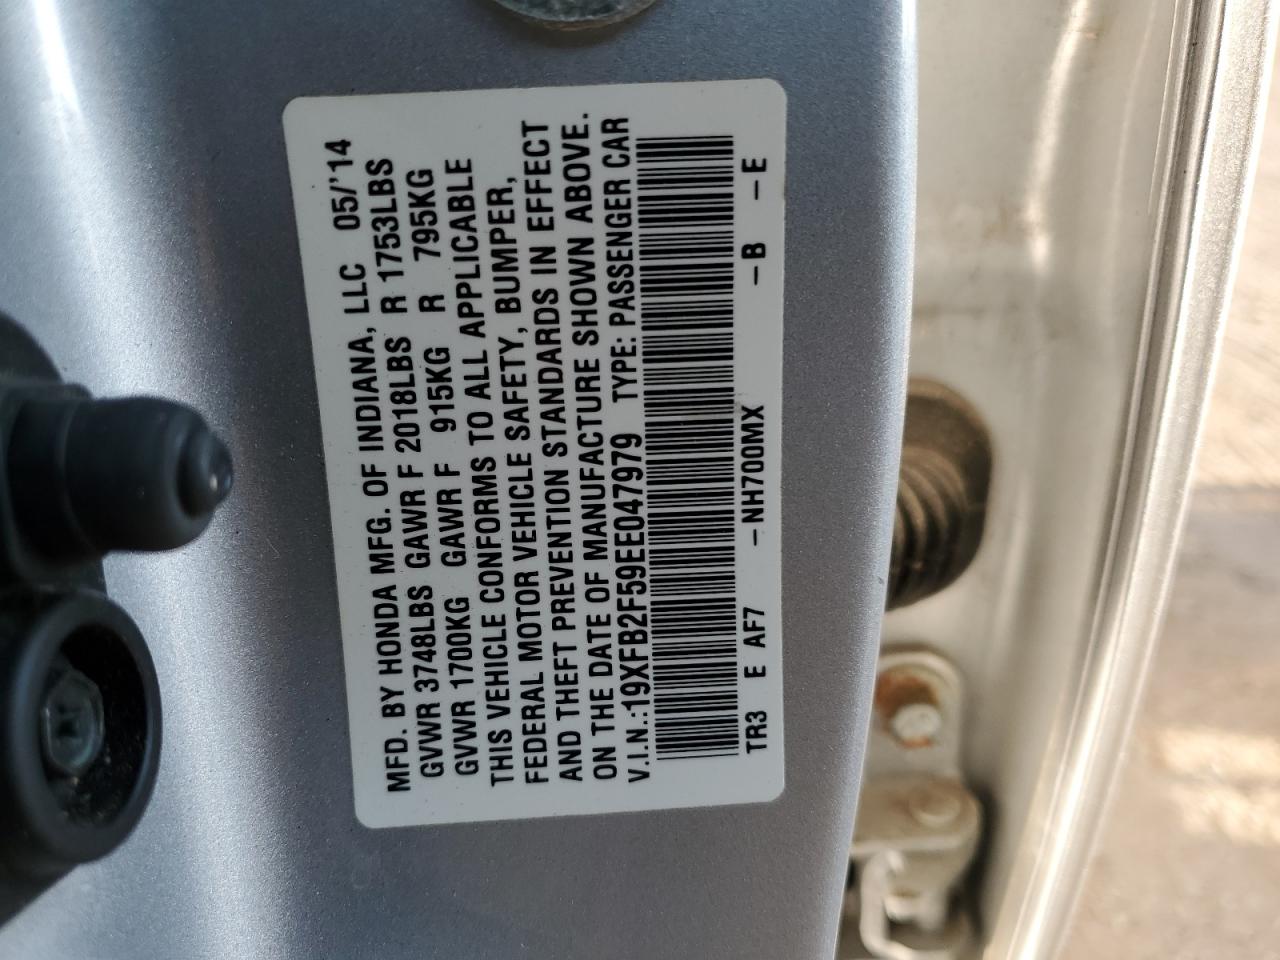 MFD. BY HONDA MFG. OF INDIANA, LLC 05/'14
GVWR 3748LBS GAWR F 2018LBS R 1753LBS
GVWR 1700KG GAWR F 915KG R 795KG
THIS VEHICLE CONFORMS TO ALL APPLICABLE
FEDERAL MOTOR VEHICLE SAFETY, BUMPER,
AND THEFT PREVENTION STANDARDS IN EFFECT
ON THE DATE OF MANUFACTURE SHOWN ABOVE.
V.I.N.:19XFB2F59EE047979 TYPE: PASSENGER CAR
TR3 E AF7 -NH700MX -B -E